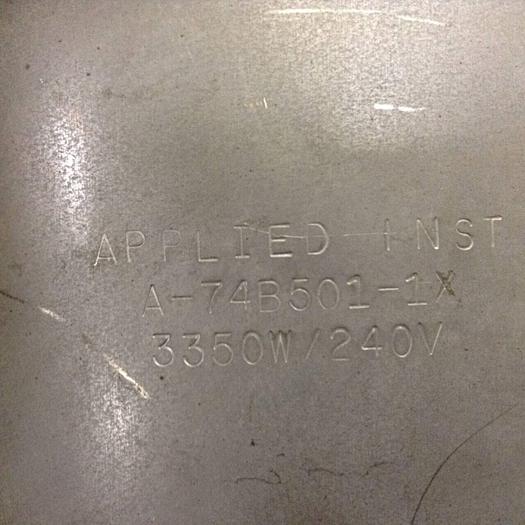 APPLIED INST
A-74B501-1X
3350W/240V